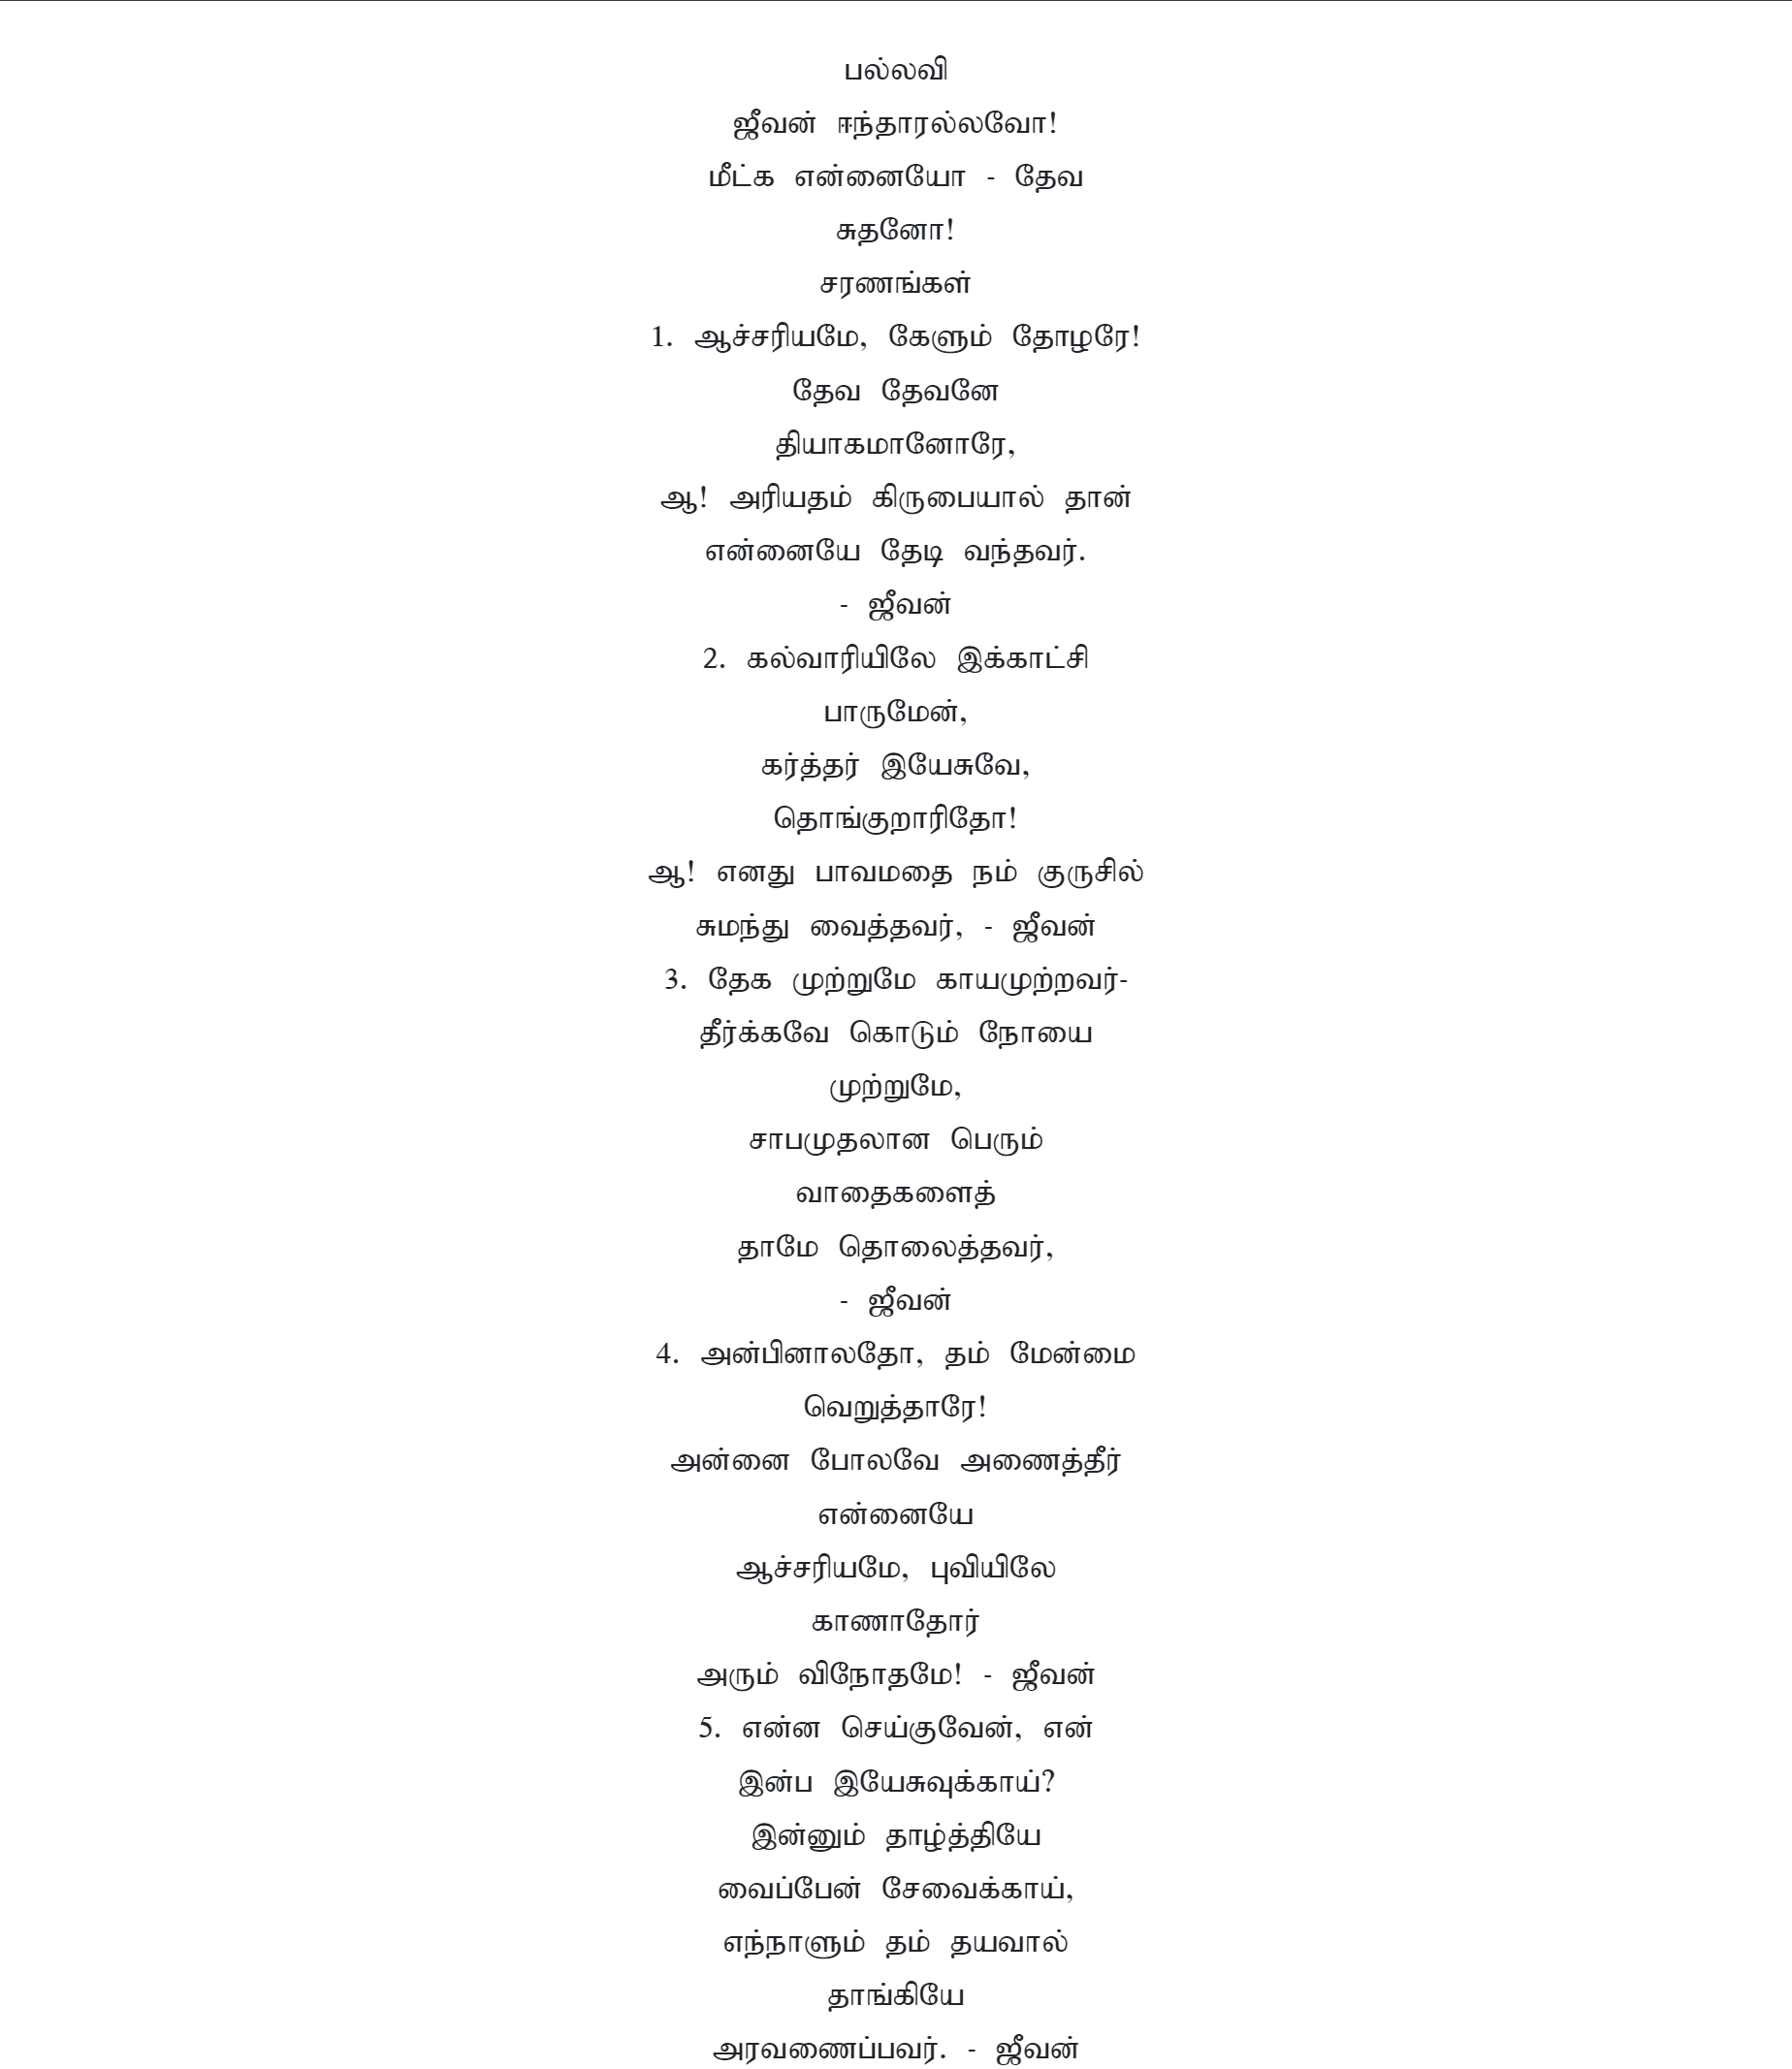 பல்லவி
ஜீவன் ஈந்தாரல்லவோ!
மீட்க என்னையோ - தேவ
சுதனோ!
சரணங்கள்
1. ஆச்சரியமே, கேளும் தோழரே!
தேவ தேவனே
தியாகமானோரே,
ஆ! அரியதம் கிருபையால் தான்
என்னையே தேடி வந்தவர்.
- ஜீவன்
2. கல்வாரியிலே இக்காட்சி
பாருமேன்,
கர்த்தர் இயேசுவே,
தொங்குறாரிதோ!
ஆ! எனது பாவமதை நம் குருசில்
சுமந்து வைத்தவர், - ஜீவன்
3. தேக முற்றுமே காயமுற்றவர்-
தீர்க்கவே கொடும் நோயை
முற்றுமே,
சாபமுதலான பெரும்
வாதைகளைத்
தாமே தொலைத்தவர்,
- ஜீவன்
4. அன்பினாலதோ, தம் மேன்மை
வெறுத்தாரே!
அன்னை போலவே அணைத்தீர்
என்னையே
ஆச்சரியமே, புவியிலே
காணாதோர்
அரும் விநோதமே! - ஜீவன்
5. என்ன செய்குவேன், என்
இன்ப இயேசுவுக்காய்?
இன்னும் தாழ்த்தியே
வைப்பேன் சேவைக்காய்,
எந்நாளும் தம் தயவால்
தாங்கியே
அரவணைப்பவர். - ஜீவன்